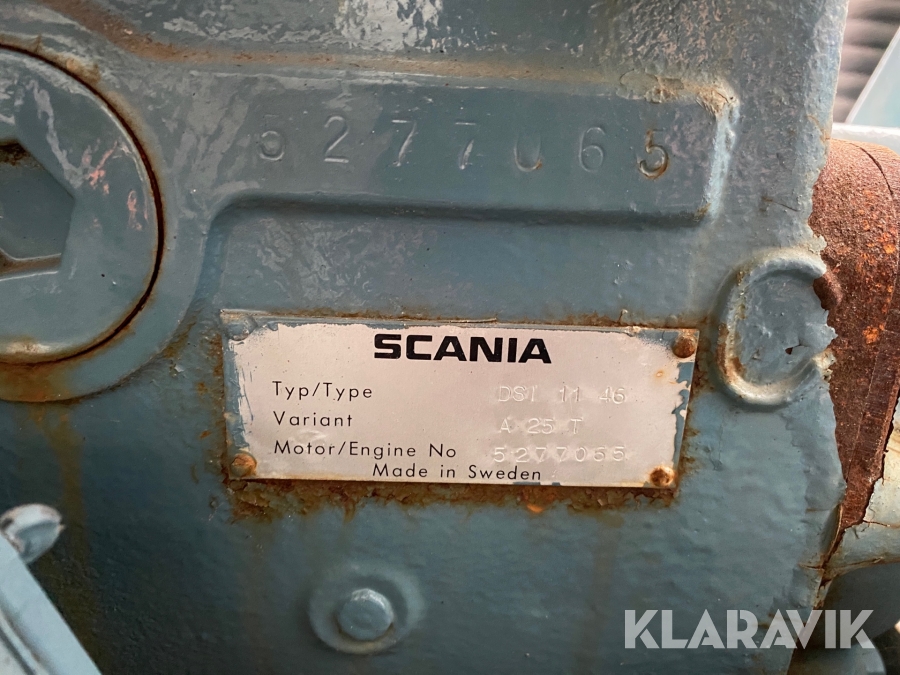 5277065
SCANIA
Typ/Type DSI 11 46
Variant A 25 T
Motor/Engine No 5277065
Made in Sweden
KLARAVIK